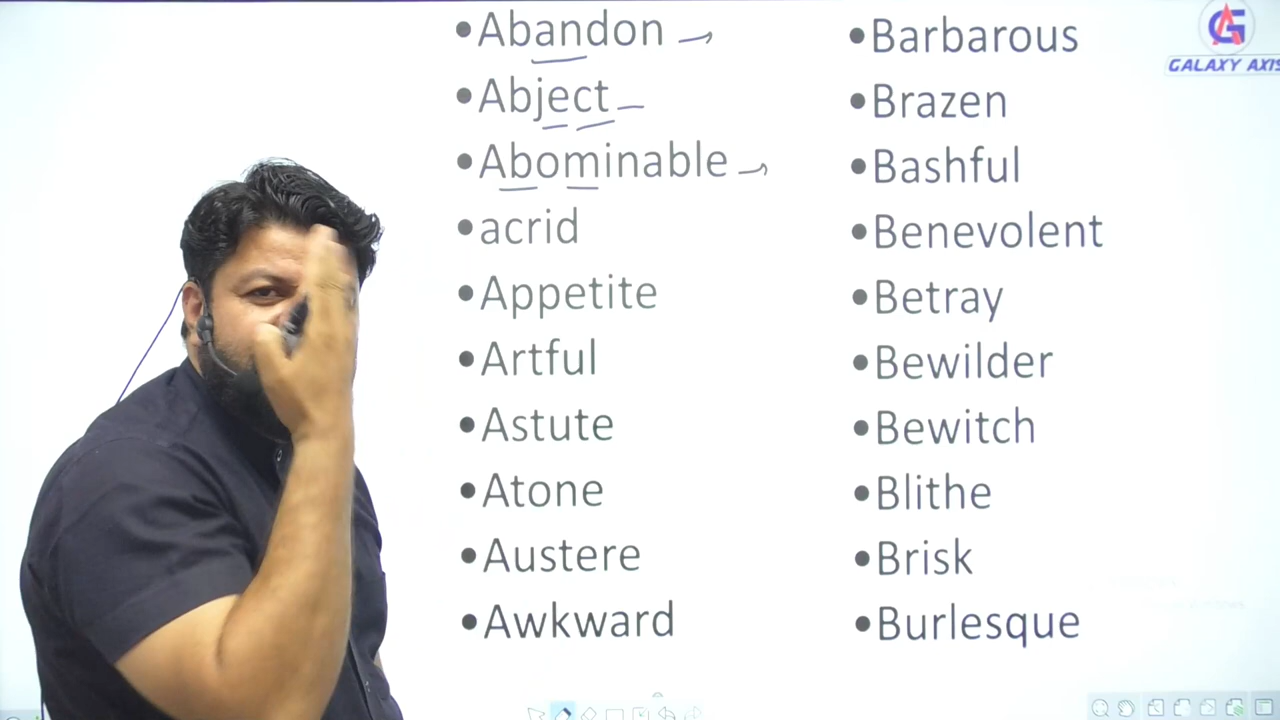 •Abandon
•Abject
•Abominable
•acrid
•Appetite
•Artful
•Astute
•Atone
•Austere
•Awkward
•Barbarous
•Brazen
•Bashful
•Benevolent
•Betray
•Bewilder
•Bewitch
•Blithe
•Brisk
•Burlesque
GALAXY AXIS